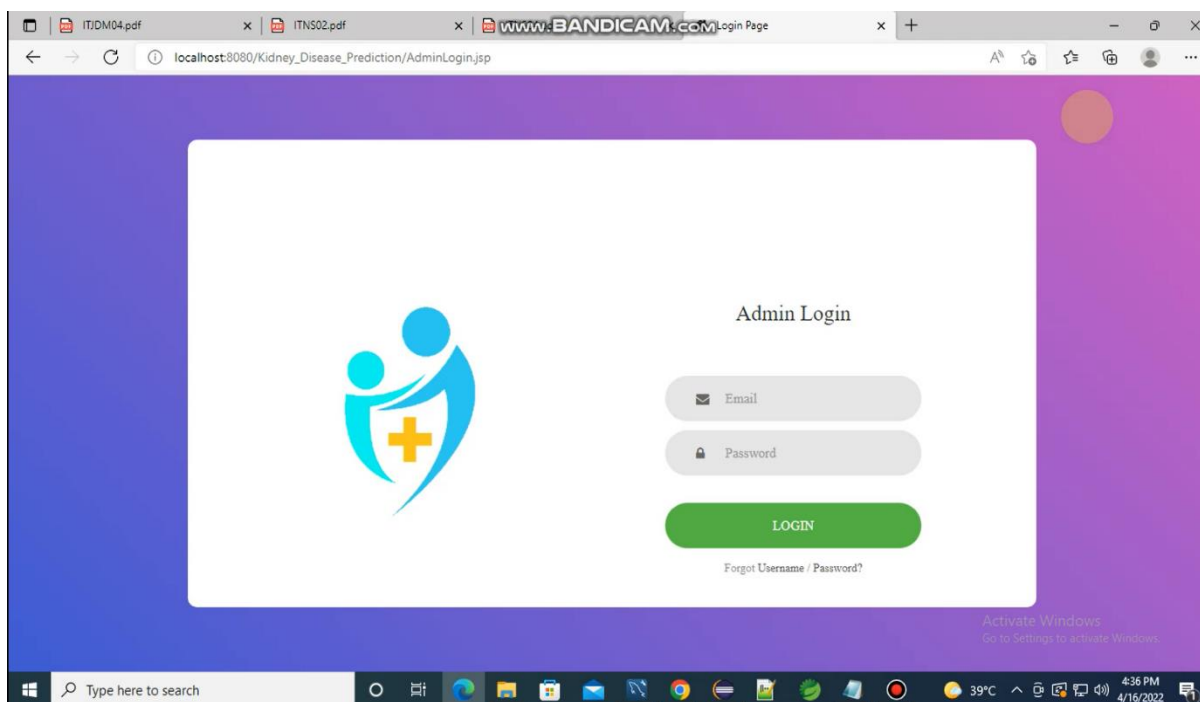 ITJDM04.pdf
ITNS02.pdf
www.BANDICAM.com
Login Page
localhost:8080/Kidney_Disease_Prediction/AdminLogin.jsp
Admin Login
Email
Password
LOGIN
Forgot Username / Password?
Activate Windows
Go to Settings to activate Windows.
Type here to search
39°C
4:36 PM
4/16/2022